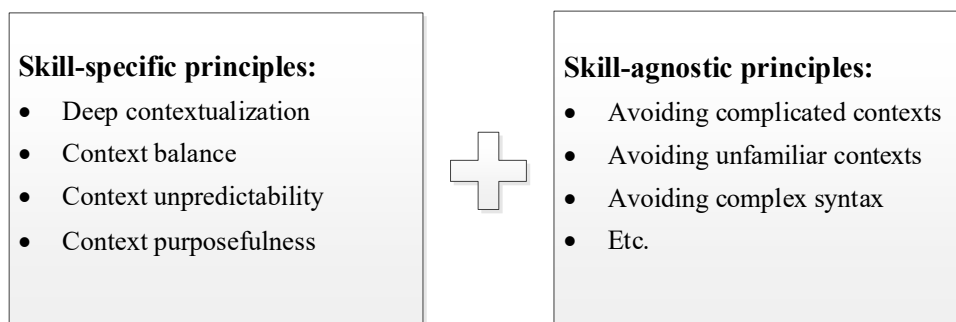 Skill-specific principles:
• Deep contextualization
• Context balance
• Context unpredictability
• Context purposefulness
Skill-agnostic principles:
• Avoiding complicated contexts
• Avoiding unfamiliar contexts
• Avoiding complex syntax
• Etc.